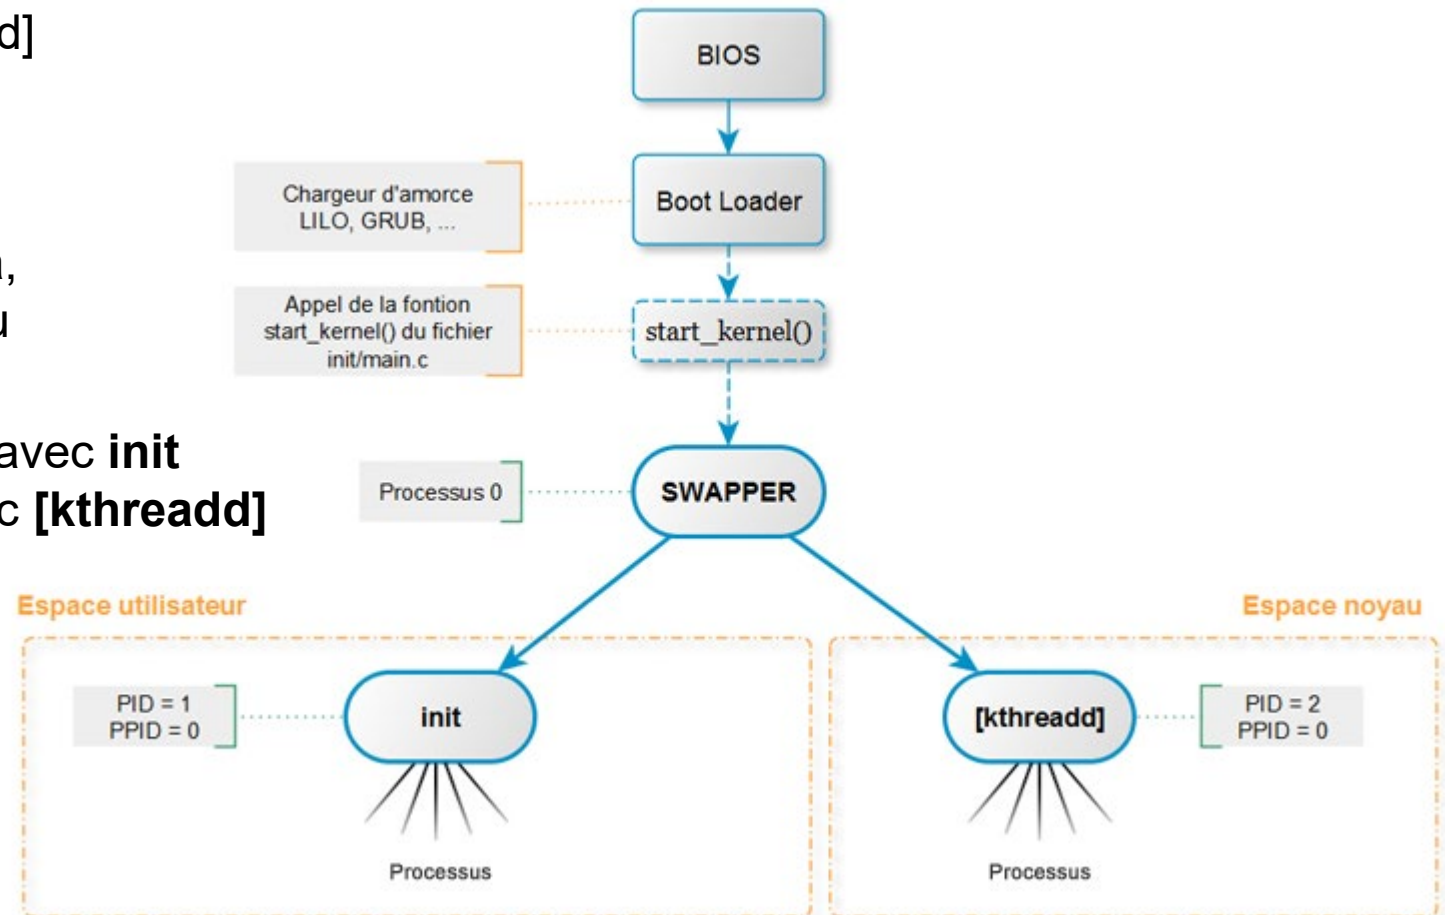 d]
u
avec init
c [kthreadd]
BIOS
Chargeur d'amorce
LILO, GRUB, ...
Boot Loader
Appel de la fontion
start_kernel() du fichier
init/main.c
start_kernel()
Processus 0
SWAPPER
Espace utilisateur
Espace noyau
PID = 1
PPID = 0
init
[kthreadd]
PID = 2
PPID = 0
Processus
Processus